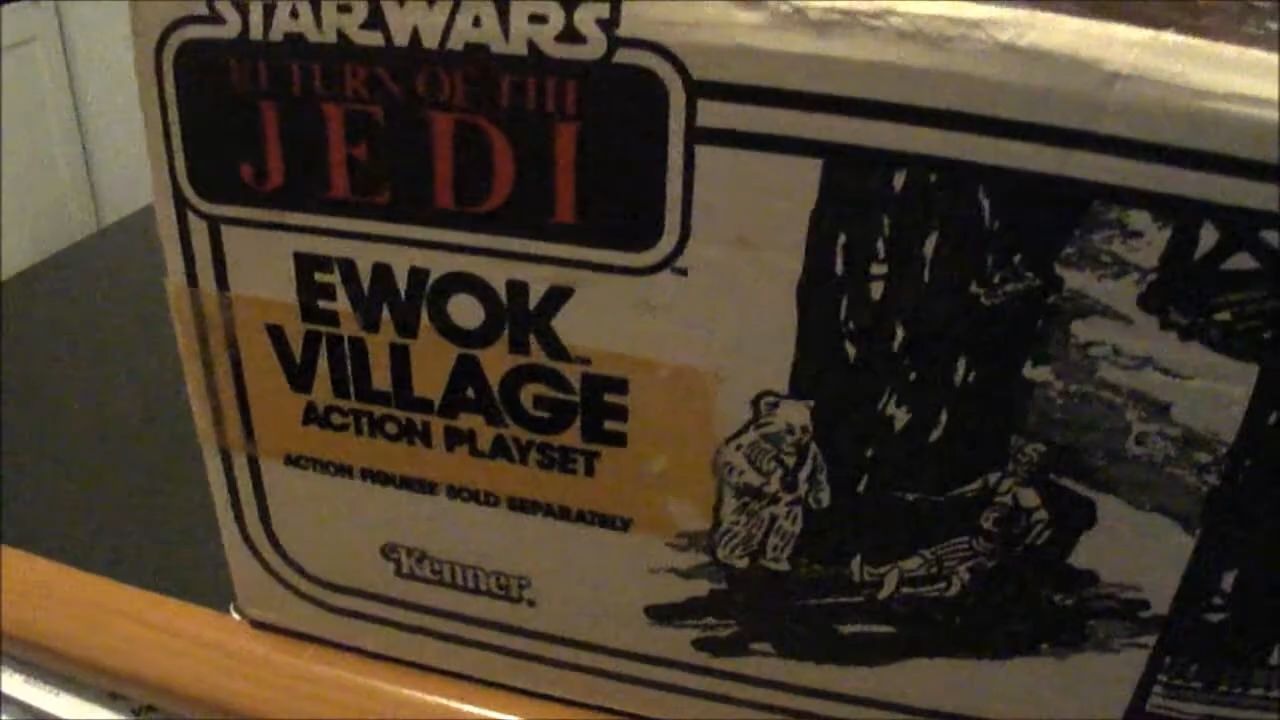 STAR WARS
RETURN OF THE
JEDI
EWOK
VILLAGE
ACTION PLAYSET
ACTION FIGURES SOLD SEPARATELY
Kenner